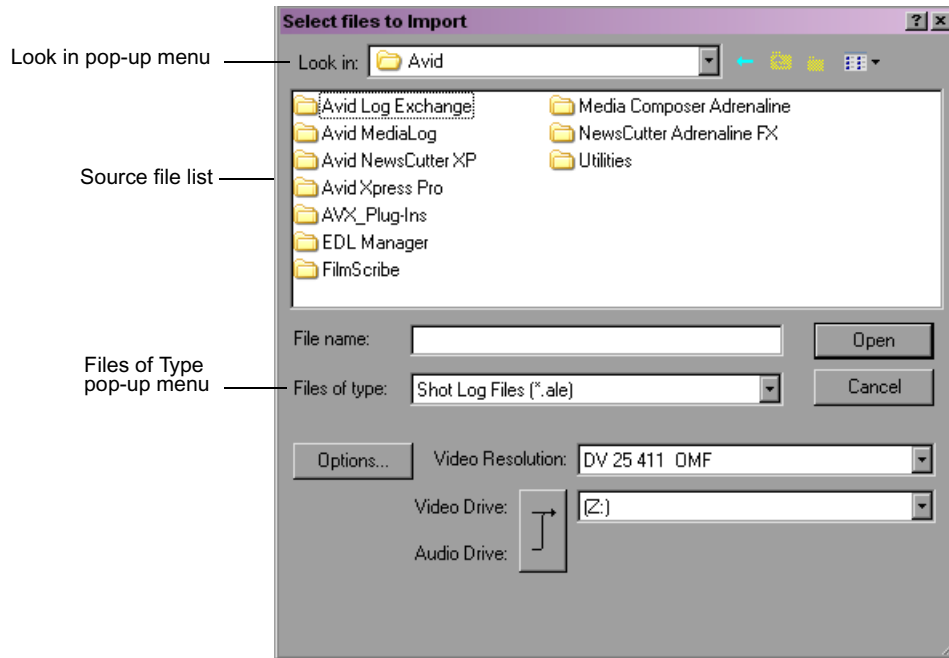 Select files to Import
Look in pop-up menu
Look in: Avid
Avid Log Exchange
Avid MediaLog
Avid NewsCutter XP
Avid Xpress Pro
AVX_Plug-Ins
EDL Manager
FilmScribe
Media Composer Adrenaline
NewsCutter Adrenaline FX
Utilities
Source file list
File name:
Open
Files of Type
pop-up menu
Files of type: Shot Log Files (*.ale)
Cancel
Options...
Video Resolution: DV 25 411 OMF
Video Drive: (Z:)
Audio Drive: